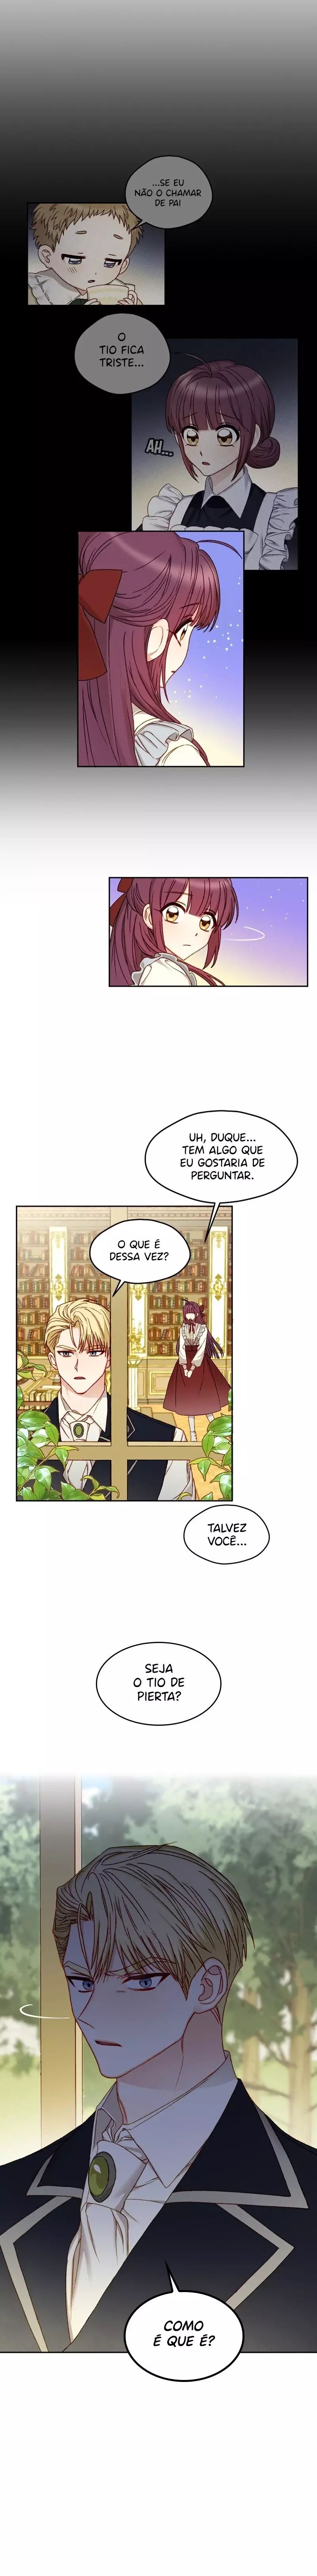 ...SE EU
NÃO O CHAMAR
DE PAI
O
TIO FICA
TRISTE...
AH...
UH, DUQUE...
TEM ALGO QUE
EU GOSTARIA DE
PERGUNTAR.
O QUE É
DESSA VEZ?
TALVEZ
VOCÊ...
SEJA
O TIO DE
PIERTA?
COMO
É QUE É?